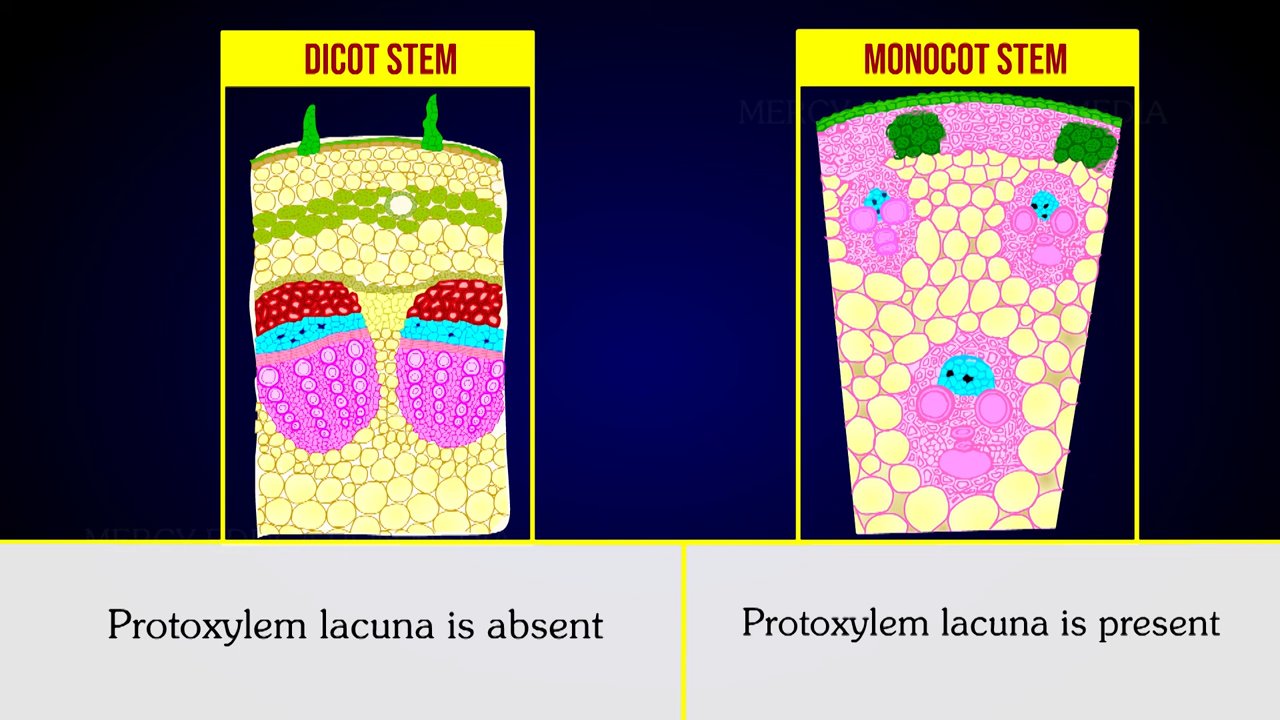 DICOT STEM
MONOCOT STEM
Protoxylem lacuna is absent
Protoxylem lacuna is present